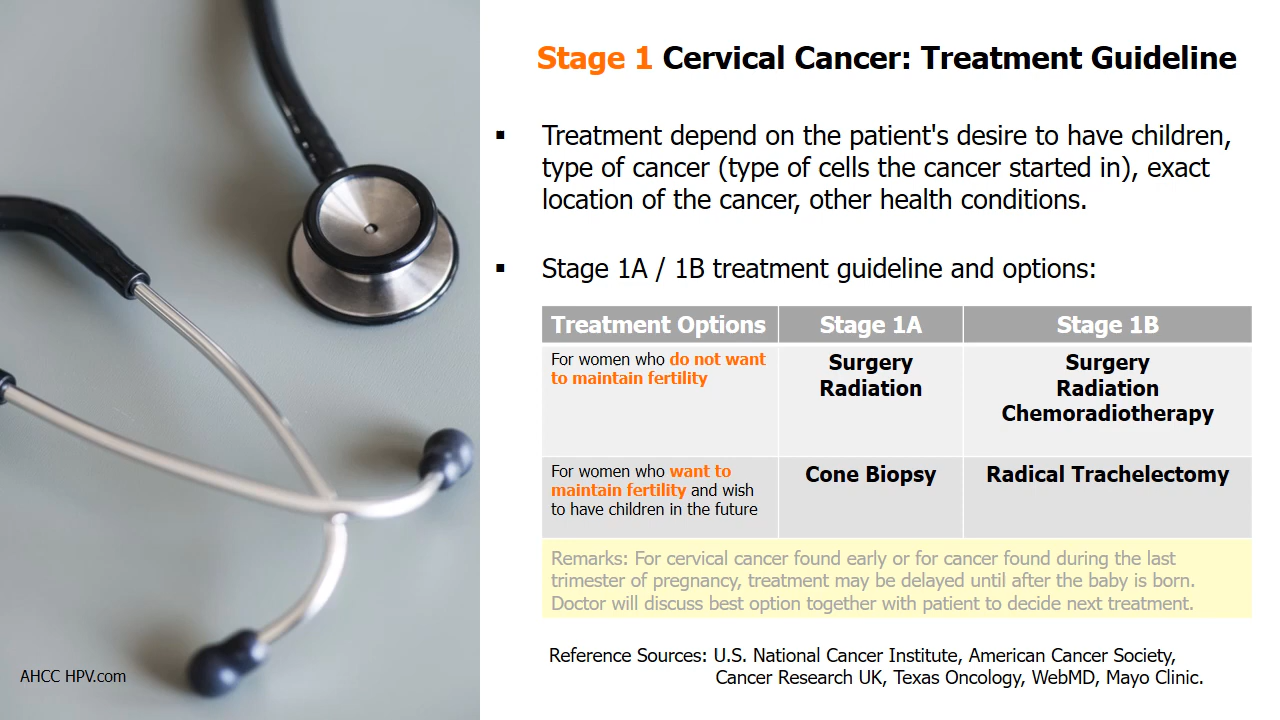 Stage 1 Cervical Cancer: Treatment Guideline
▪ Treatment depend on the patient's desire to have children,
type of cancer (type of cells the cancer started in), exact
location of the cancer, other health conditions.
▪ Stage 1A / 1B treatment guideline and options:
Treatment Options Stage 1A Stage 1B
For women who do not want
to maintain fertility
Surgery
Radiation
Surgery
Radiation
Chemoradiotherapy
For women who want to
maintain fertility and wish
to have children in the future
Cone Biopsy
Radical Trachelectomy
Remarks: For cervical cancer found early or for cancer found during the last
trimester of pregnancy, treatment may be delayed until after the baby is born.
Doctor will discuss best option together with patient to decide next treatment.
Reference Sources: U.S. National Cancer Institute, American Cancer Society,
Cancer Research UK, Texas Oncology, WebMD, Mayo Clinic.
AHCC HPV.com